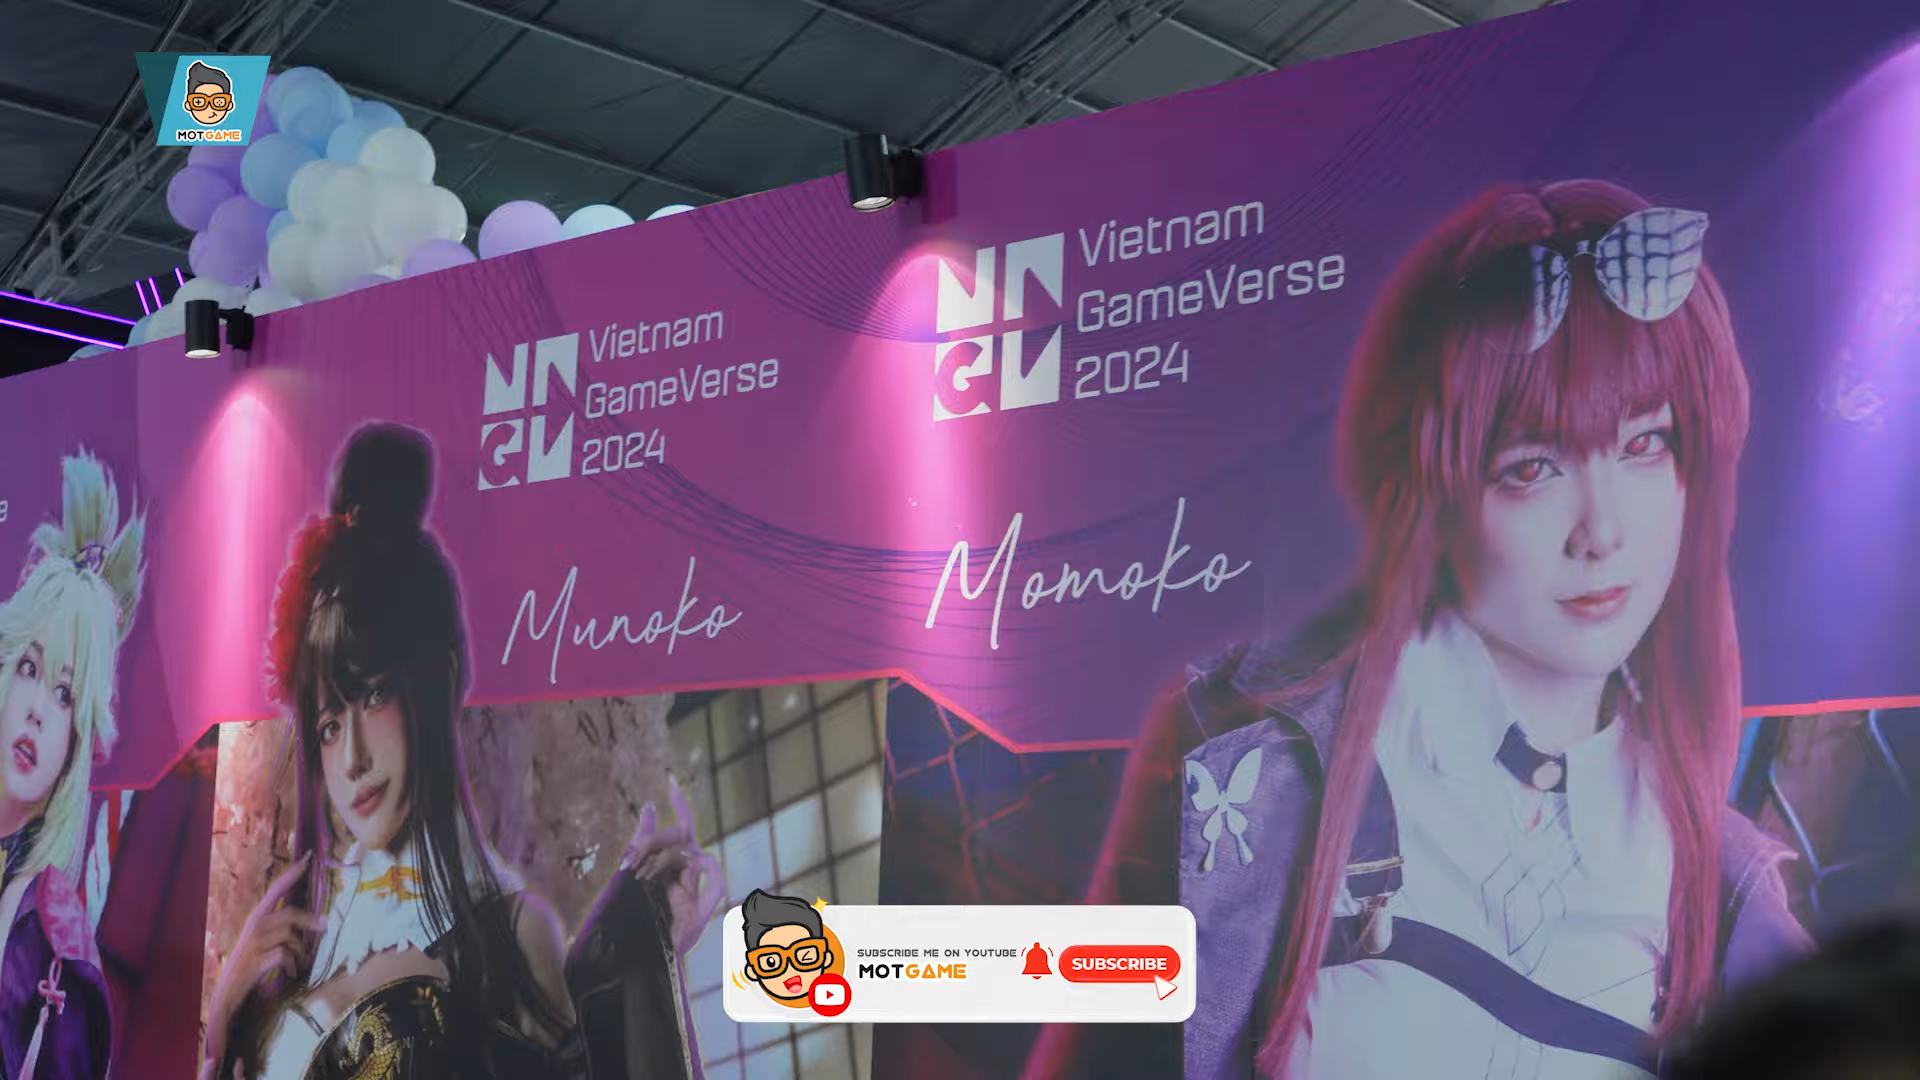 MOTGAME
Vietnam
GameVerse
2024
Munoko
Vietnam
GameVerse
2024
Momoko
SUBSCRIBE ME ON YOUTUBE
MOTGAME
SUBSCRIBE